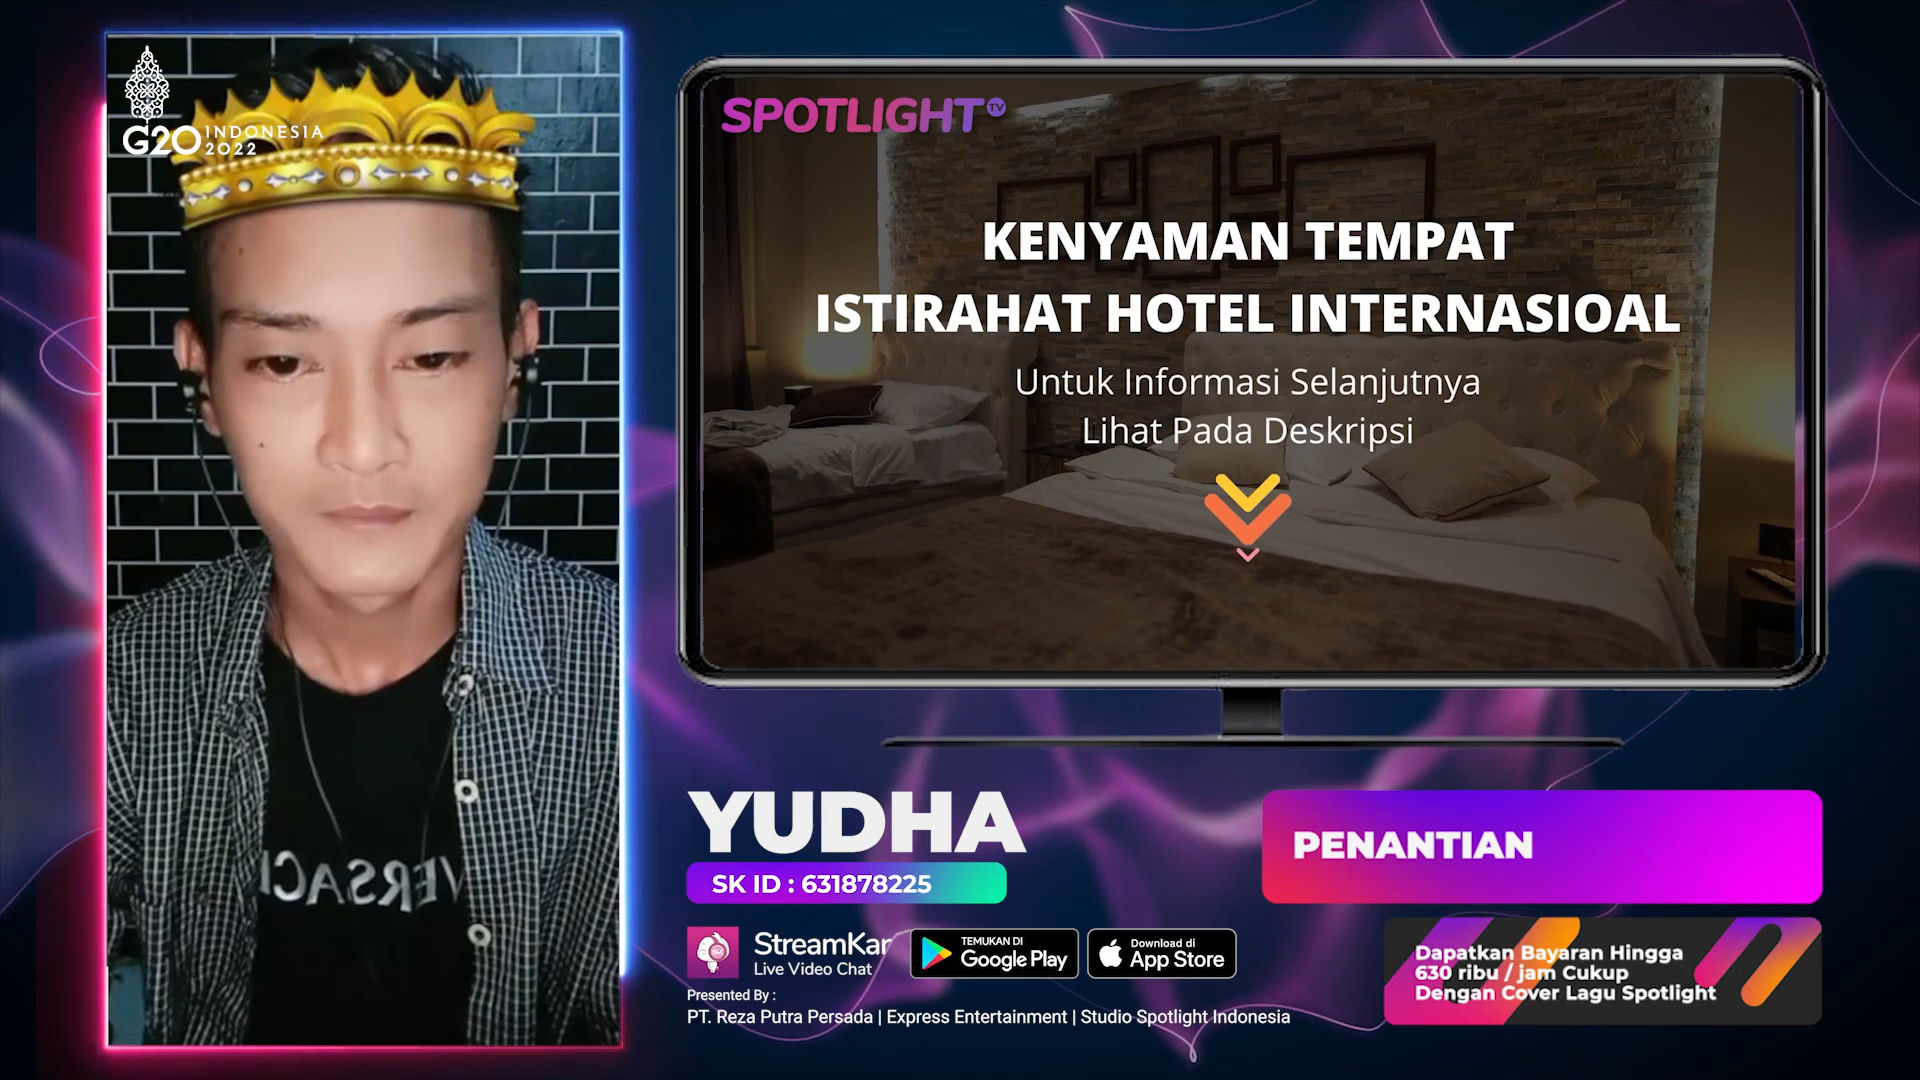 G20 INDONESIA
2022
VERSACE
SPOTLIGHT TV
KENYAMAN TEMPAT
ISTIRAHAT HOTEL INTERNASIOAL
Untuk Informasi Selanjutnya
Lihat Pada Deskripsi
YUDHA
SK ID : 631878225
PENANTIAN
StreamKar
Live Video Chat
TEMUKAN DI
Google Play
Download di
App Store
Presented By :
PT. Reza Putra Persada | Express Entertainment | Studio Spotlight Indonesia
Dapatkan Bayaran Hingga
630 ribu / jam Cukup
Dengan Cover Lagu Spotlight